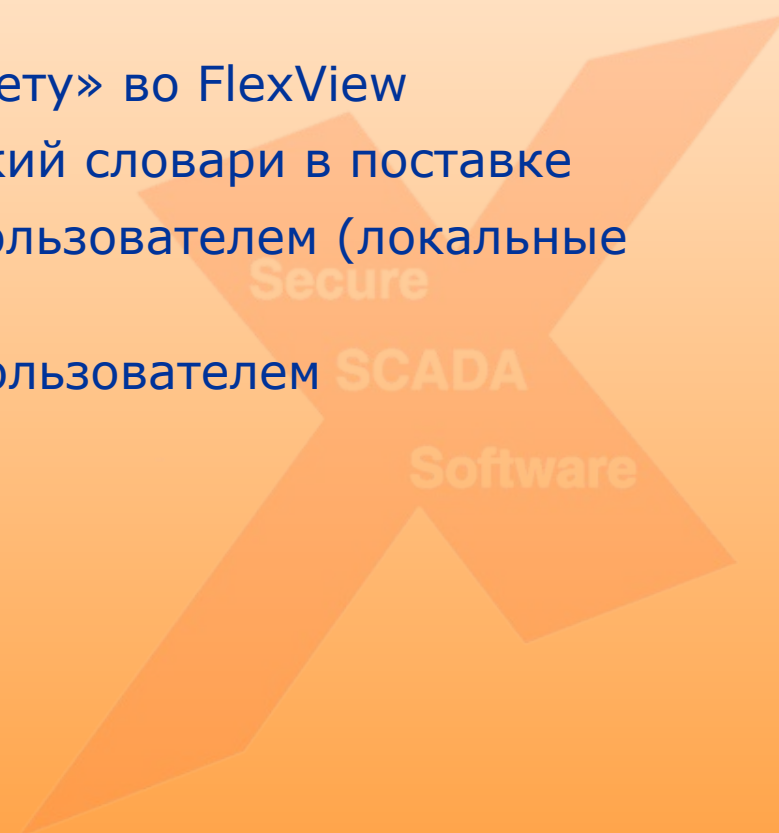 ету» во FlexView
кий словари в поставке
ользователем (локальные
Secure
ользователем SCADA
Software